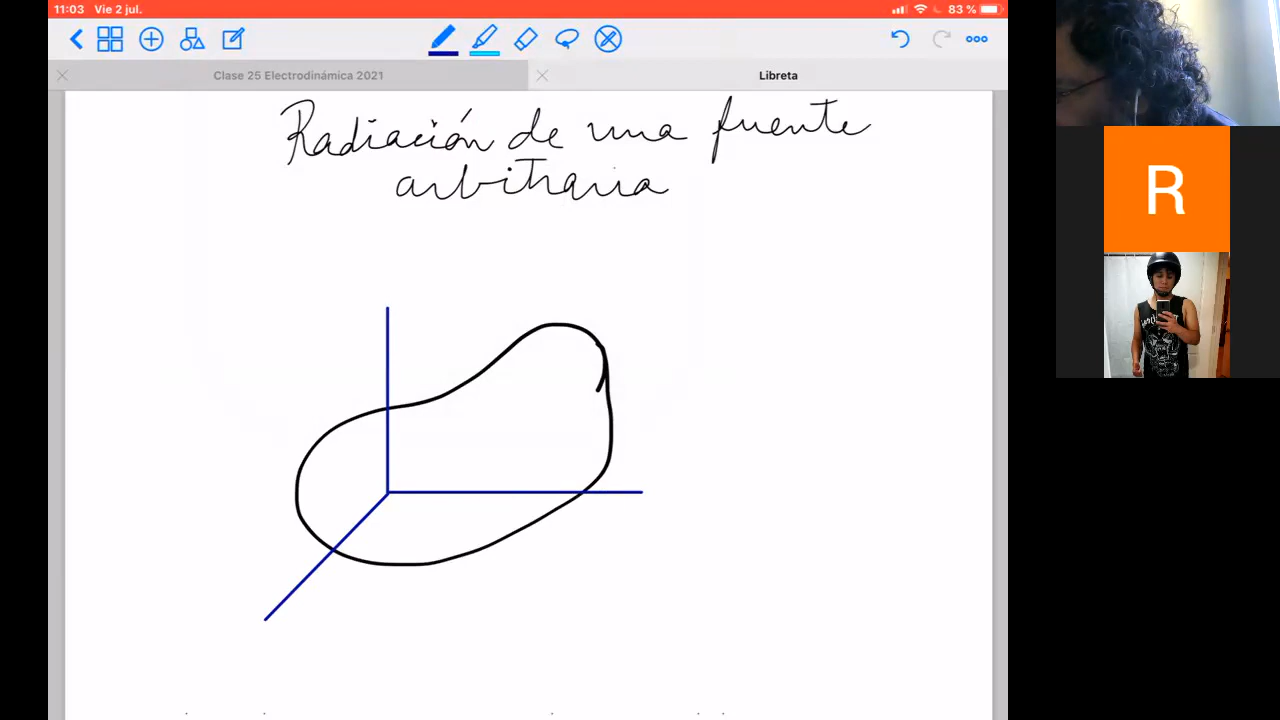 11:03 Vie 2 jul.
83 %
Clase 25 Electrodinámica 2021
Libreta
Radiación de una fuente
arbitraria
R